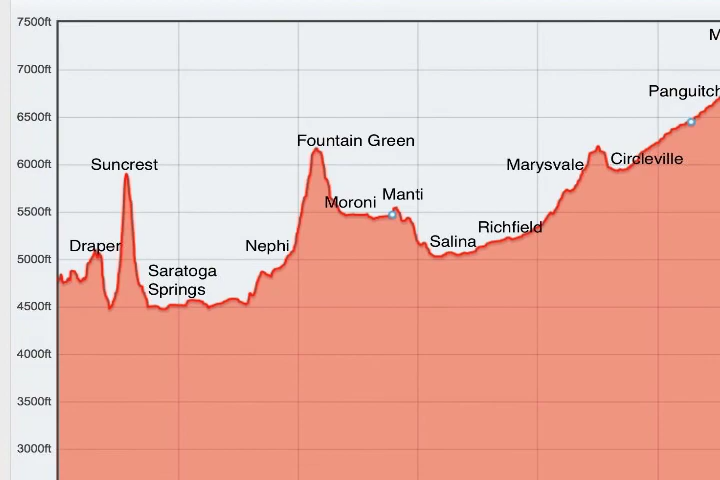 7500ft
M
7000ft
Panguitch
6500ft
Fountain Green
6000ft
Suncrest
Marysvale
Circleville
Moroni
Manti
5500ft
Richfield
Draper
Nephi
Salina
5000ft
Saratoga
Springs
4500ft
4000ft
3500ft
3000ft